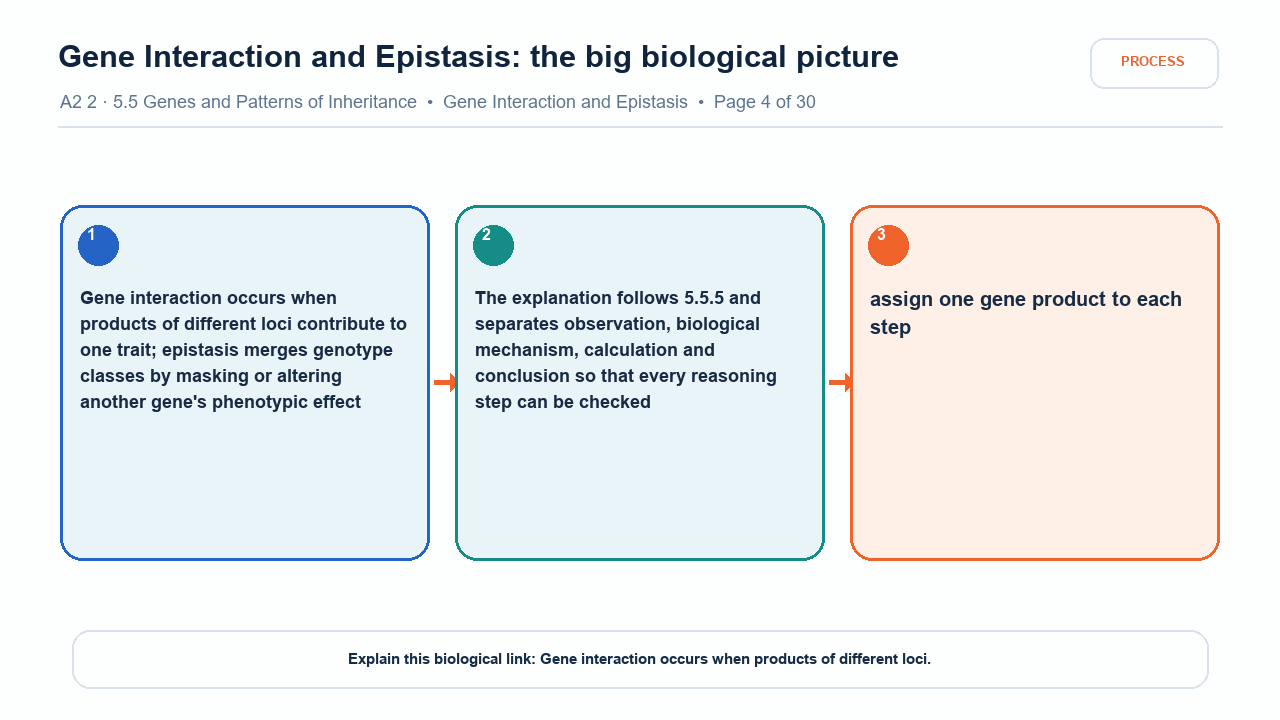 Gene Interaction and Epistasis: the big biological picture
PROCESS
A2 2 · 5.5 Genes and Patterns of Inheritance • Gene Interaction and Epistasis • Page 4 of 30
1
Gene interaction occurs when
products of different loci contribute to
one trait; epistasis merges genotype
classes by masking or altering
another gene's phenotypic effect
2
The explanation follows 5.5.5 and
separates observation, biological
mechanism, calculation and
conclusion so that every reasoning
step can be checked
3
assign one gene product to each
step
Explain this biological link: Gene interaction occurs when products of different loci.